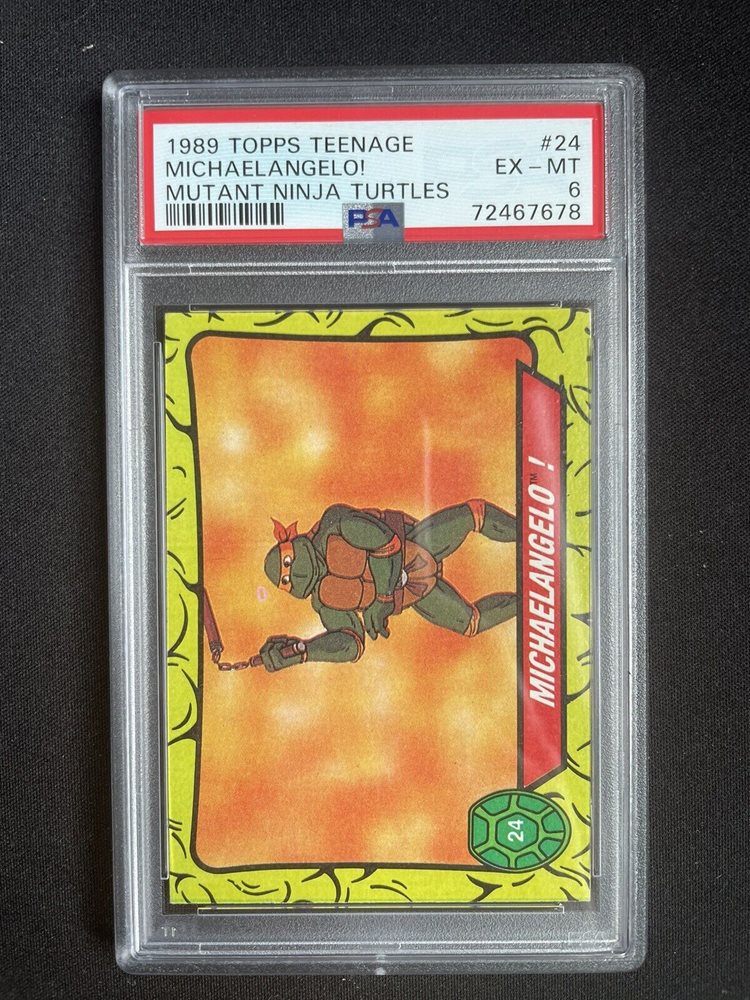 1989 TOPPS TEENAGE #24
MICHAELANGELO! EX-MT
MUTANT NINJA TURTLES 6
PSA 72467678
MICHAELANGELO™ !
24